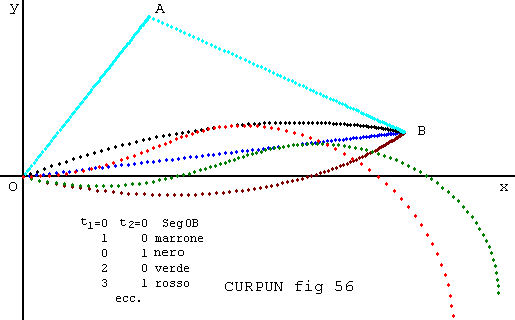 y
A
B
O
x
t1=0 t2=0 SegOB
1 0 marrone
0 1 nero
2 0 verde
3 1 rosso
ecc.
CURPUN fig 56